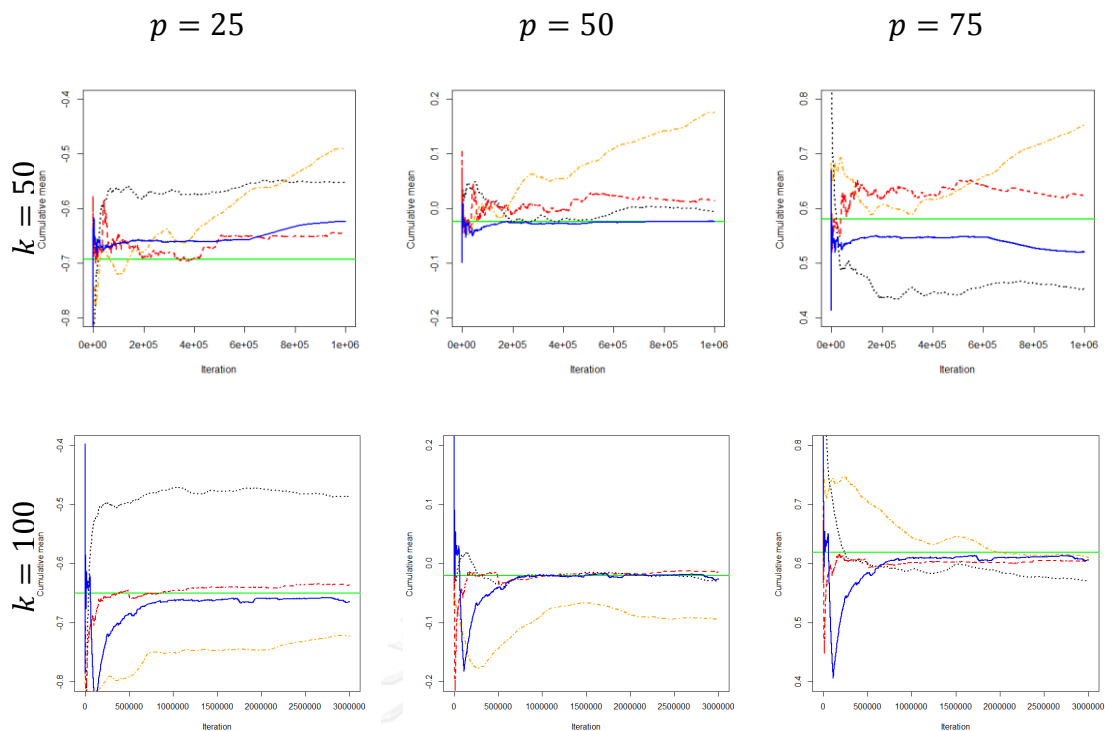 p = 25
p = 50
p = 75
k = 50
Cumulative mean
-0.4
-0.5
-0.6
-0.7
-0.8
0e+00 2e+05 4e+05 6e+05 8e+05 1e+06
Iteration
Cumulative mean
0.2
0.1
0.0
-0.1
-0.2
0e+00 2e+05 4e+05 6e+05 8e+05 1e+06
Iteration
Cumulative mean
0.8
0.7
0.6
0.5
0.4
0e+00 2e+05 4e+05 6e+05 8e+05 1e+06
Iteration
k = 100
Cumulative mean
-0.4
-0.5
-0.6
-0.7
-0.8
0 500000 1000000 1500000 2000000 2500000 3000000
Iteration
Cumulative mean
0.2
0.1
0.0
-0.1
-0.2
0 500000 1000000 1500000 2000000 2500000 3000000
Iteration
Cumulative mean
0.8
0.7
0.6
0.5
0.4
0 500000 1000000 1500000 2000000 2500000 3000000
Iteration